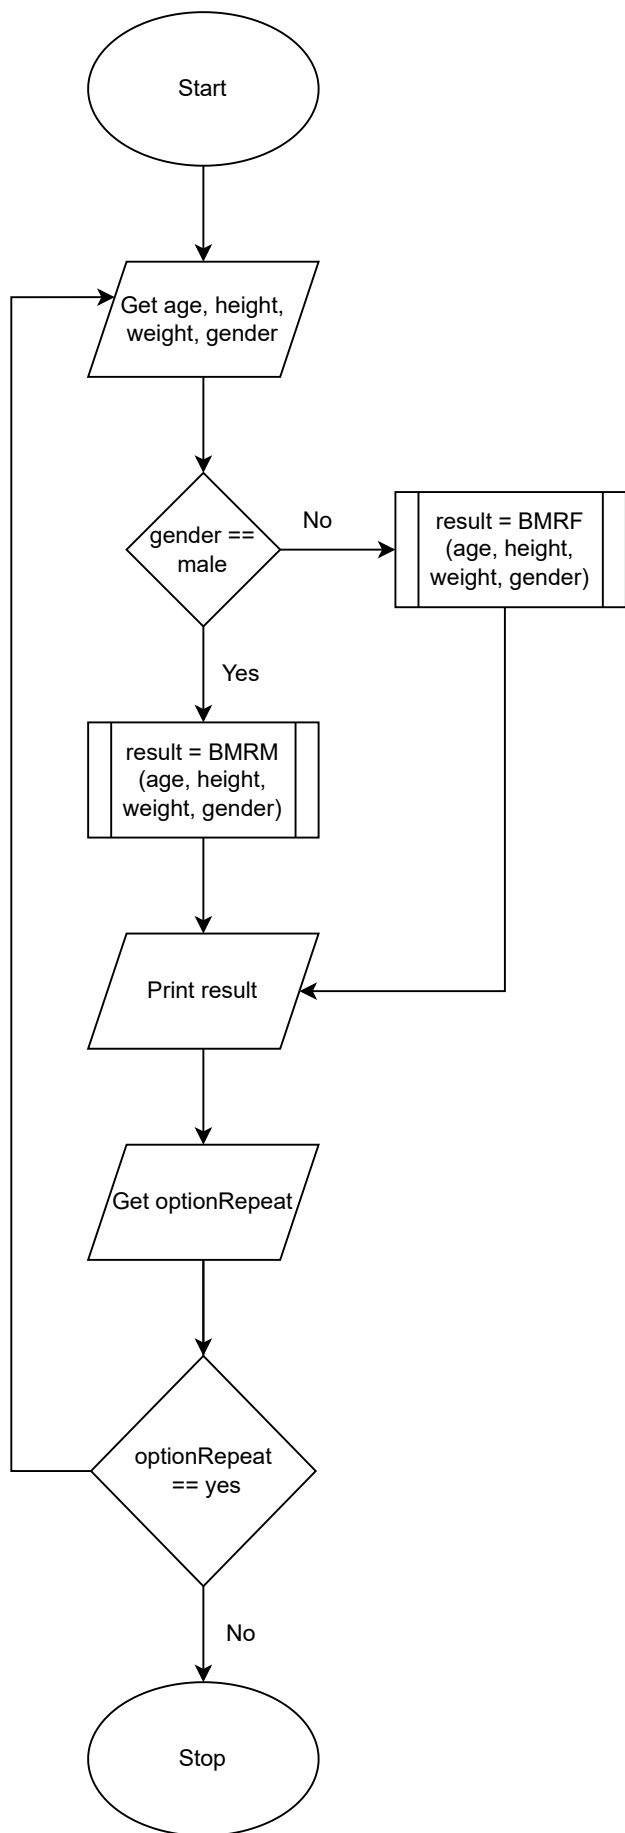 Start
Get age, height,
weight, gender
gender ==
male
No
result = BMRF
(age, height,
weight, gender)
Yes
result = BMRM
(age, height,
weight, gender)
Print result
Get optionRepeat
optionRepeat
== yes
No
Stop